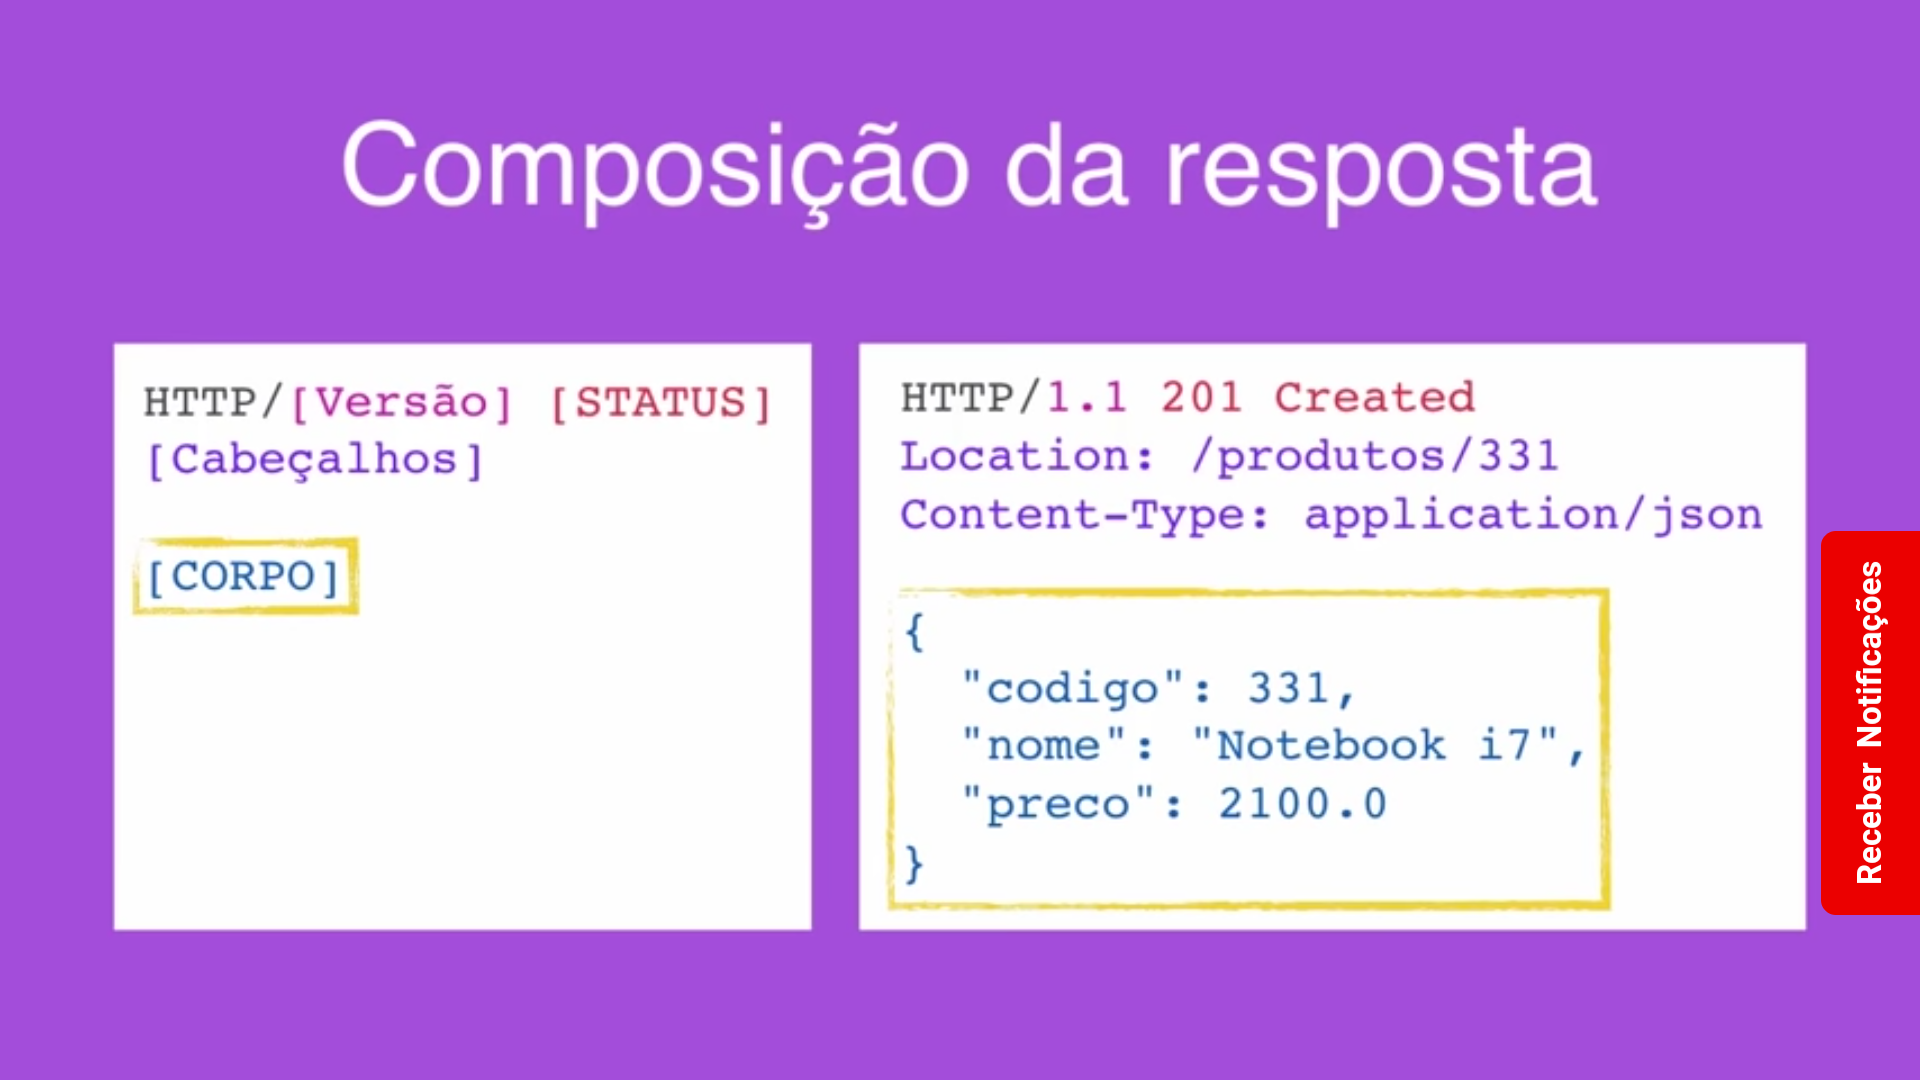 Composição da resposta
HTTP/[Versão] [STATUS]
[Cabeçalhos]
[CORPO]
HTTP/1.1 201 Created
Location: /produtos/331
Content-Type: application/json
{
"codigo": 331,
"nome": "Notebook i7",
"preco": 2100.0
}
Receber Notificações